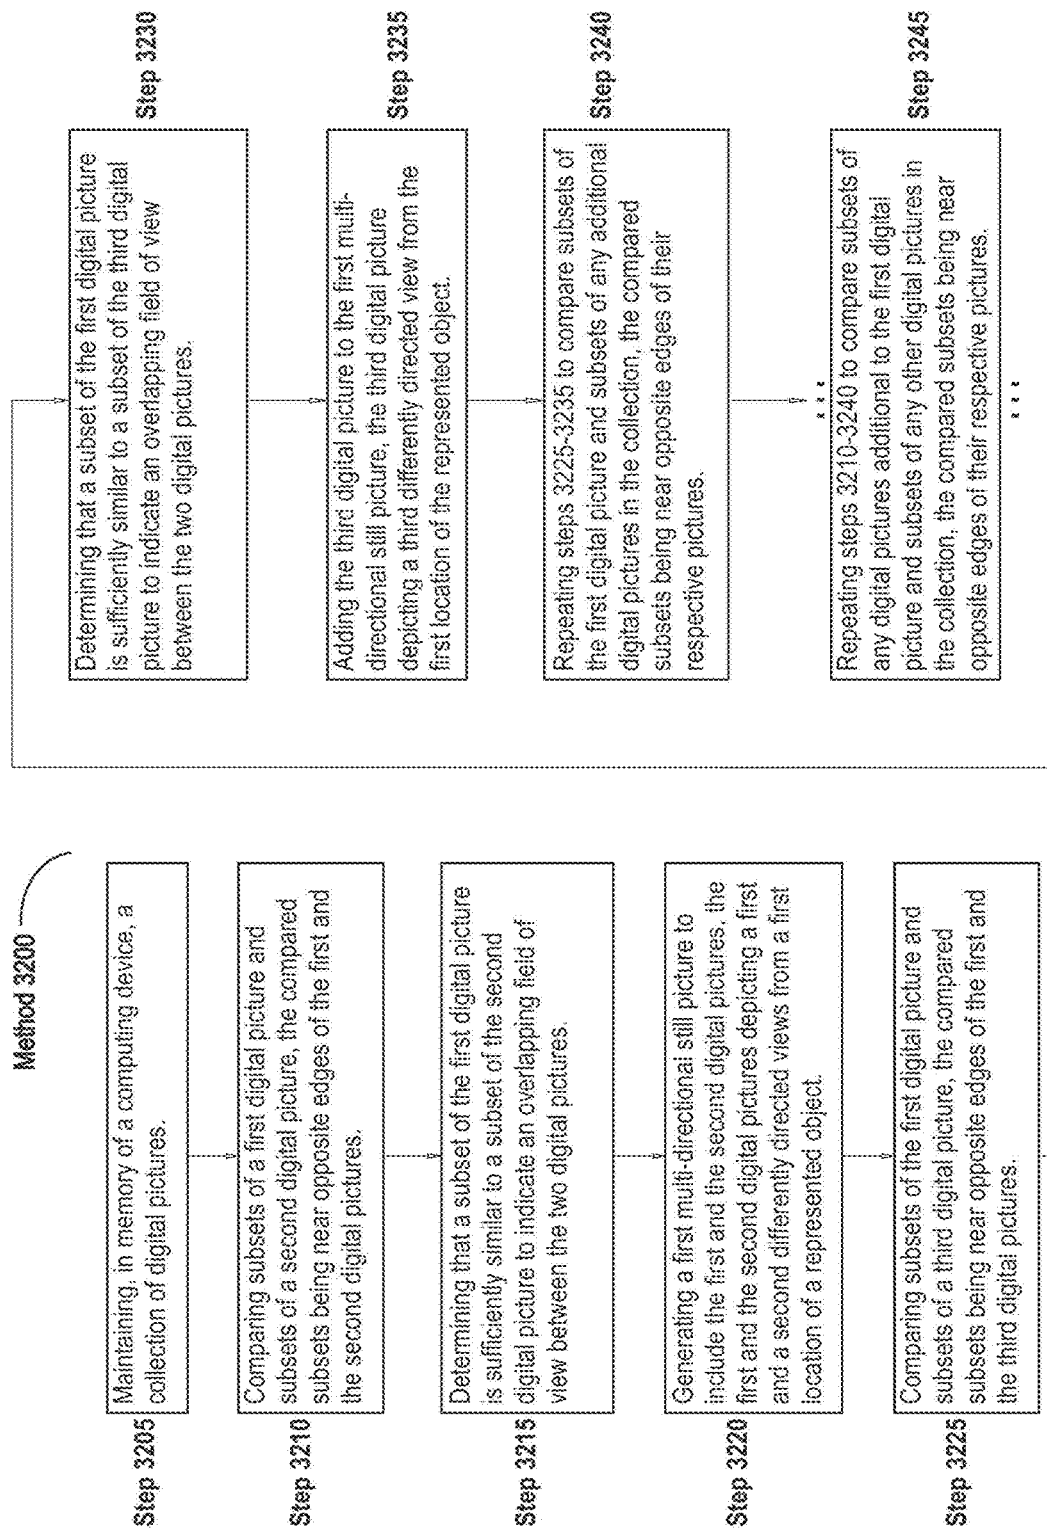 Method 3200
Step 3205
Maintaining, in memory of a computing device, a
collection of digital pictures.
Step 3210
Comparing subsets of a first digital picture and
subsets of a second digital picture, the compared
subsets being near opposite edges of the first and
the second digital pictures.
Step 3215
Determining that a subset of the first digital picture
is sufficiently similar to a subset of the second
digital picture to indicate an overlapping field of
view between the two digital pictures.
Step 3220
Generating a first multi-directional still picture to
include the first and the second digital pictures, the
first and the second digital pictures depicting a first
and a second differently directed views from a first
location of a represented object.
Step 3225
Comparing subsets of the first digital picture and
subsets of a third digital picture, the compared
subsets being near opposite edges of the first and
the third digital pictures.
Step 3230
Determining that a subset of the first digital picture
is sufficiently similar to a subset of the third digital
picture to indicate an overlapping field of view
between the two digital pictures.
Step 3235
Adding the third digital picture to the first multi-
directional still picture, the third digital picture
depicting a third differently directed view from the
first location of the represented object.
Step 3240
Repeating steps 3225-3235 to compare subsets of
the first digital picture and subsets of any additional
digital pictures in the collection, the compared
subsets being near opposite edges of their
respective pictures.
...
Step 3245
Repeating steps 3210-3240 to compare subsets of
any digital pictures additional to the first digital
picture and subsets of any other digital pictures in
the collection, the compared subsets being near
opposite edges of their respective pictures.
...